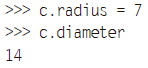 >>> c.radius = 7
>>> c.diameter
14